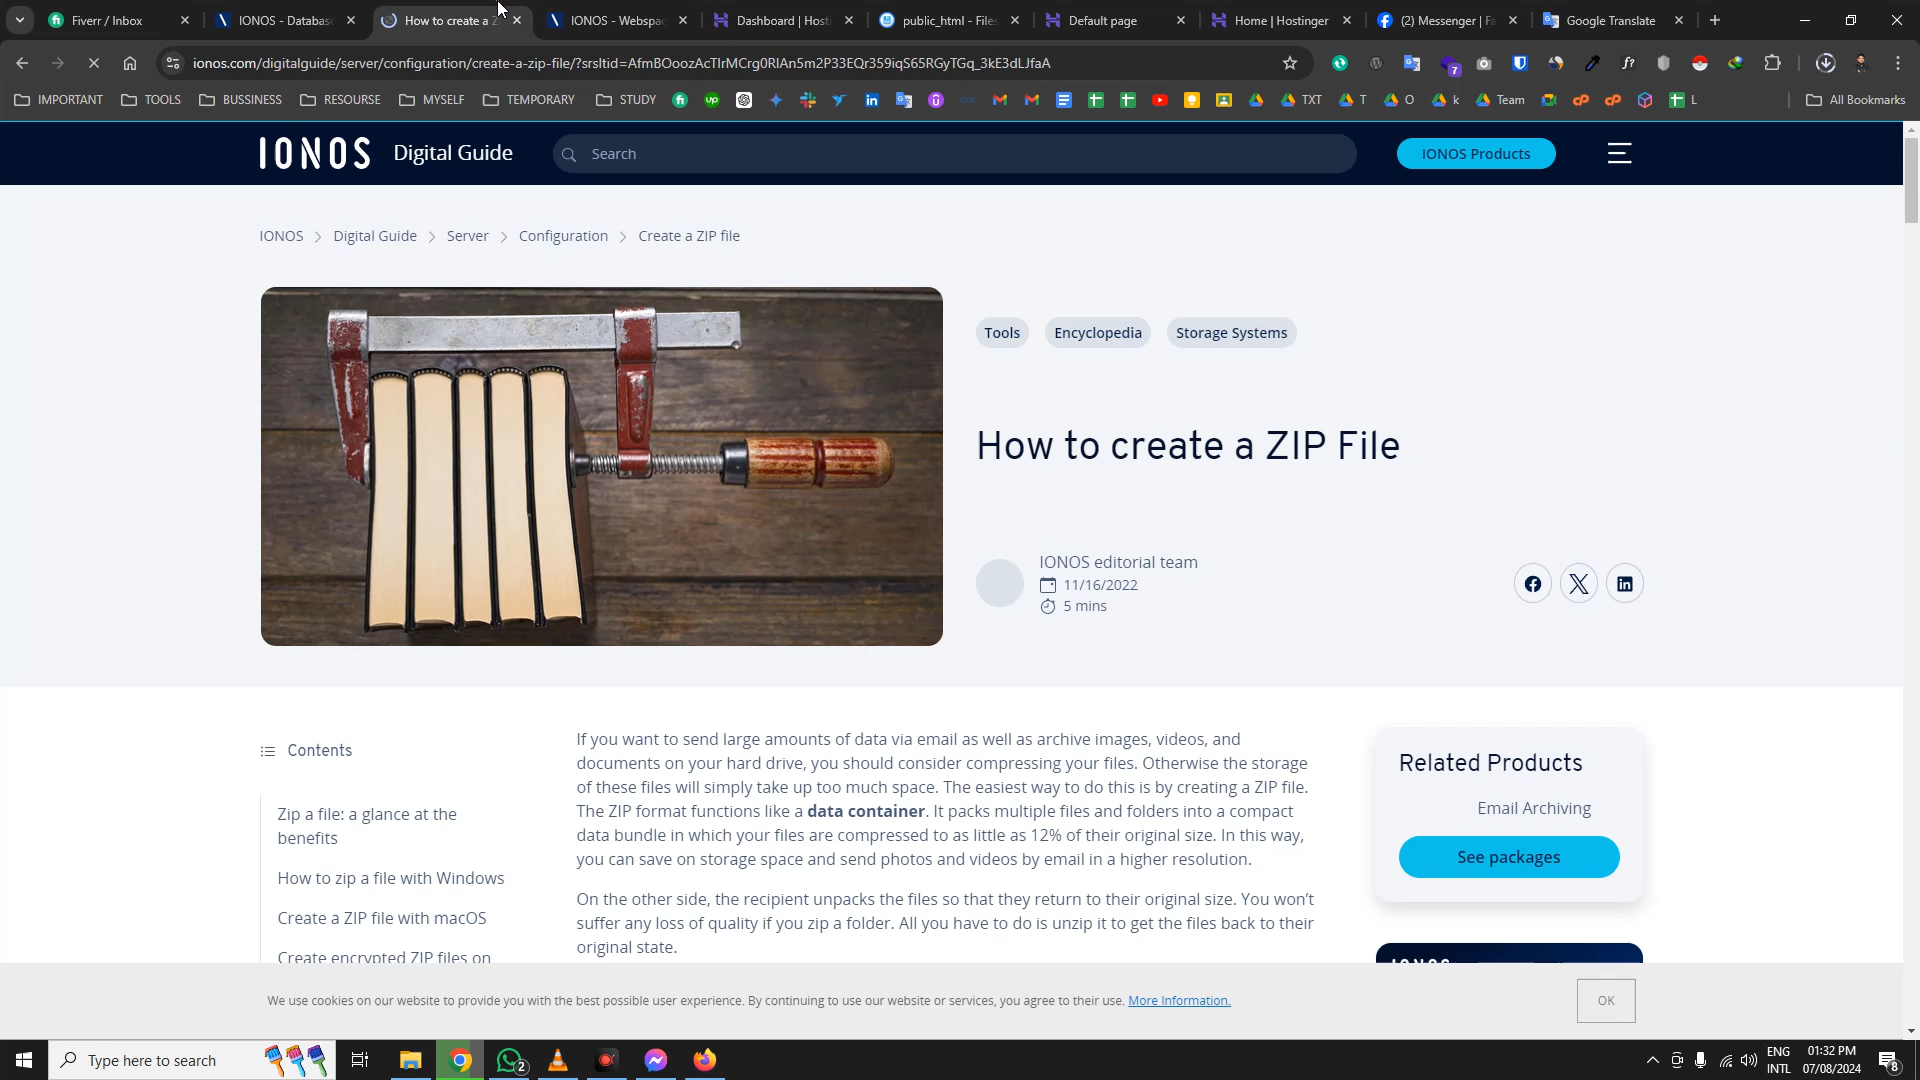 Fiverr / Inbox
IONOS - Databas
How to create a Z
IONOS - Webspa
Dashboard | Hosti
public_html - Files
Default page
Home | Hostinger
(2) Messenger | Fa
Google Translate
ionos.com/digitalguide/server/configuration/create-a-zip-file/?srsltid=AfmBOoozAcTIrMCrg0RlAn5m2P33EQr359iqS65RGyTGq_3kE3dLJfaA
IMPORTANT
TOOLS
BUSSINESS
RESOURSE
MYSELF
TEMPORARY
STUDY
TXT
T
O
k
Team
L
All Bookmarks
IONOS Digital Guide
Search
IONOS Products
IONOS > Digital Guide > Server > Configuration > Create a ZIP file
Tools
Encyclopedia
Storage Systems
How to create a ZIP File
IONOS editorial team
11/16/2022
5 mins
Contents
Zip a file: a glance at the
benefits
How to zip a file with Windows
Create a ZIP file with macOS
Create encrypted ZIP files on
If you want to send large amounts of data via email as well as archive images, videos, and
documents on your hard drive, you should consider compressing your files. Otherwise the storage
of these files will simply take up too much space. The easiest way to do this is by creating a ZIP file.
The ZIP format functions like a data container. It packs multiple files and folders into a compact
data bundle in which your files are compressed to as little as 12% of their original size. In this way,
you can save on storage space and send photos and videos by email in a higher resolution.
On the other side, the recipient unpacks the files so that they return to their original size. You won't
suffer any loss of quality if you zip a folder. All you have to do is unzip it to get the files back to their
original state.
Related Products
Email Archiving
See packages
IONOS
We use cookies on our website to provide you with the best possible user experience. By continuing to use our website or services, you agree to their use. More Information.
OK
Type here to search
2
ENG
INTL
01:32 PM
07/08/2024
8